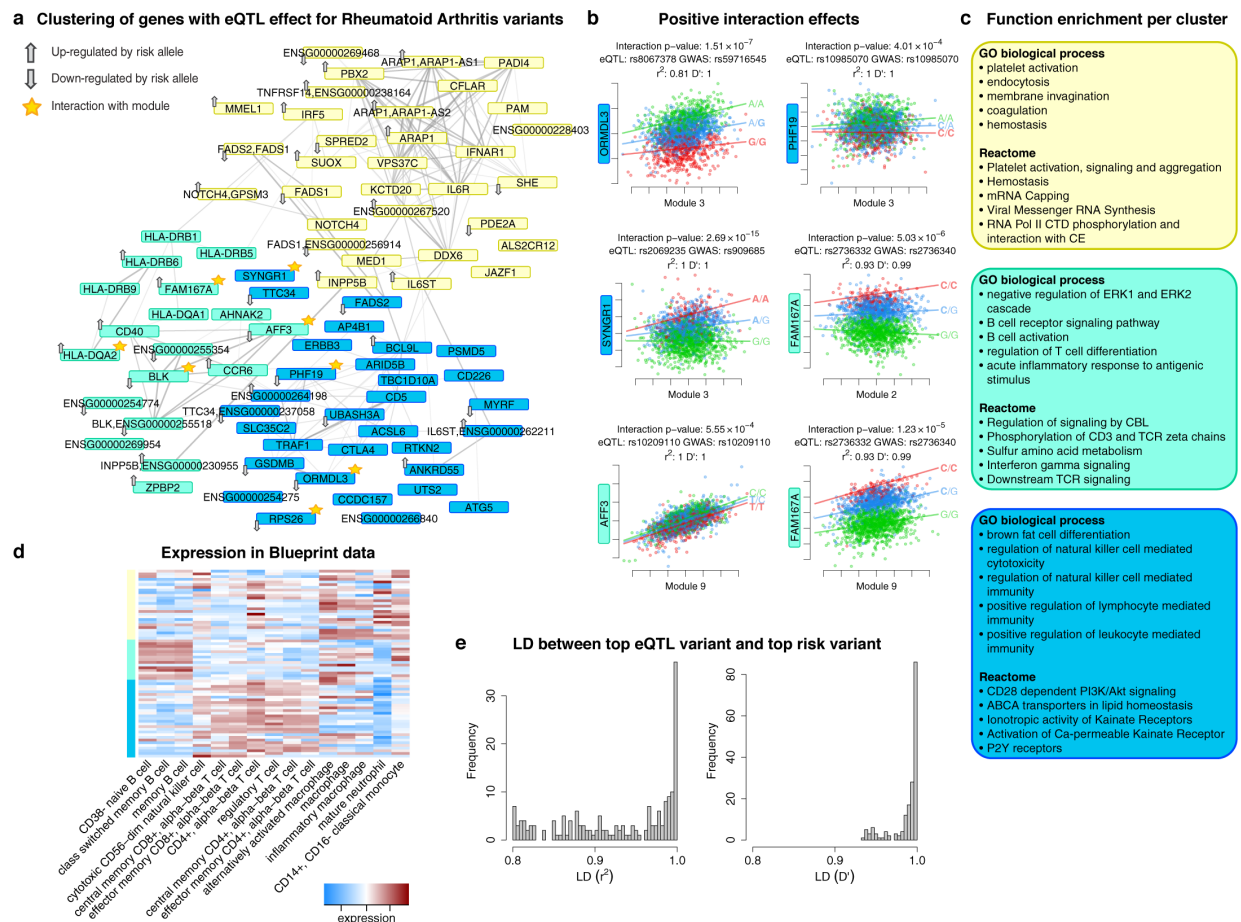 a Clustering of genes with eQTL effect for Rheumatoid Arthritis variants
Up-regulated by risk allele
Down-regulated by risk allele
Interaction with module
ENSG00000269468
ARAP1,ARAP1-AS1
PADI4
PBX2
CFLAR
TNFRSF14,ENSG00000238164
MMEL1
IRF5
ARAP1,ARAP1-AS2
PAM
ENSG00000228403
SPRED2
ARAP1
IFNAR1
FADS2,FADS1
SUOX
VPS37C
SHE
NOTCH4,GPSM3
FADS1
KCTD20
IL6R
ENSG00000267520
NOTCH4
PDE2A
HLA-DRB1
FADS1,ENSG00000256914
ALS2CR12
HLA-DRB5
HLA-DRB6
MED1
DDX6
SYNGR1
JAZF1
HLA-DRB9
FAM167A
TTC34
INPP5B
IL6ST
FADS2
HLA-DQA1
AHNAK2
CD40
AFF3
AP4B1
ERBB3
HLA-DQA2
ENSG00000255354
BCL9L
PSMD5
CCR6
ARID5B
BLK
PHF19
TBC1D10A
CD226
ENSG00000264198
CD5
ENSG00000254774
TTC34,ENSG00000237058
UBASH3A
MYRF
BLK,ENSG00000255518
SLC35C2
ACSL6
IL6ST,ENSG00000262211
ENSG00000269954
TRAF1
CTLA4
RTKN2
INPP5B,ENSG00000230955
GSDMB
ANKRD55
ZPBP2
ORMDL3
UTS2
ENSG00000254275
CCDC157
ATG5
RPS26
ENSG00000266840
b Positive interaction effects
Interaction p-value: 1.51 × 10⁻⁷
eQTL: rs8067378 GWAS: rs59716545
r²: 0.81 D': 1
ORMDL3
A/A
A/G
G/G
Module 3
Interaction p-value: 4.01 × 10⁻⁴
eQTL: rs10985070 GWAS: rs10985070
r²: 1 D': 1
PHF19
A/A
C/A
C/C
Module 3
Interaction p-value: 2.69 × 10⁻¹⁵
eQTL: rs2069235 GWAS: rs909685
r²: 1 D': 1
SYNGR1
A/A
A/G
G/G
Module 3
Interaction p-value: 5.03 × 10⁻⁶
eQTL: rs2736332 GWAS: rs2736340
r²: 0.93 D': 0.99
FAM167A
C/C
C/G
G/G
Module 2
Interaction p-value: 5.55 × 10⁻⁴
eQTL: rs10209110 GWAS: rs10209110
r²: 1 D': 1
AFF3
C/C
T/C
T/T
Module 9
Interaction p-value: 1.23 × 10⁻⁵
eQTL: rs2736332 GWAS: rs2736340
r²: 0.93 D': 0.99
FAM167A
C/C
C/G
G/G
Module 9
c Function enrichment per cluster
GO biological process
• platelet activation
• endocytosis
• membrane invagination
• coagulation
• hemostasis
Reactome
• Platelet activation, signaling and aggregation
• Hemostasis
• mRNA Capping
• Viral Messenger RNA Synthesis
• RNA Pol II CTD phosphorylation and
interaction with CE
GO biological process
• negative regulation of ERK1 and ERK2
cascade
• B cell receptor signaling pathway
• B cell activation
• regulation of T cell differentiation
• acute inflammatory response to antigenic
stimulus
Reactome
• Regulation of signaling by CBL
• Phosphorylation of CD3 and TCR zeta chains
• Sulfur amino acid metabolism
• Interferon gamma signaling
• Downstream TCR signaling
GO biological process
• brown fat cell differentiation
• regulation of natural killer cell mediated
cytotoxicity
• regulation of natural killer cell mediated
immunity
• positive regulation of lymphocyte mediated
immunity
• positive regulation of leukocyte mediated
immunity
Reactome
• CD28 dependent PI3K/Akt signaling
• ABCA transporters in lipid homeostasis
• Ionotropic activity of Kainate Receptors
• Activation of Ca-permeable Kainate Receptor
• P2Y receptors
d Expression in Blueprint data
CD38- naive B cell
class switched memory B cell
memory B cell
cytotoxic CD56-dim natural killer cell
central memory CD8+, alpha-beta T cell
effector memory CD8+, alpha-beta T cell
CD4+, alpha-beta T cell
regulatory T cell
central memory CD4+, alpha-beta T cell
effector memory CD4+, alpha-beta T cell
alternatively activated macrophage
macrophage
inflammatory macrophage
mature neutrophil
CD14+, CD16- classical monocyte
expression
e LD between top eQTL variant and top risk variant
Frequency
0
10
20
30
0.8
0.9
1.0
LD (r²)
Frequency
0
20
40
60
80
0.8
0.9
1.0
LD (D')